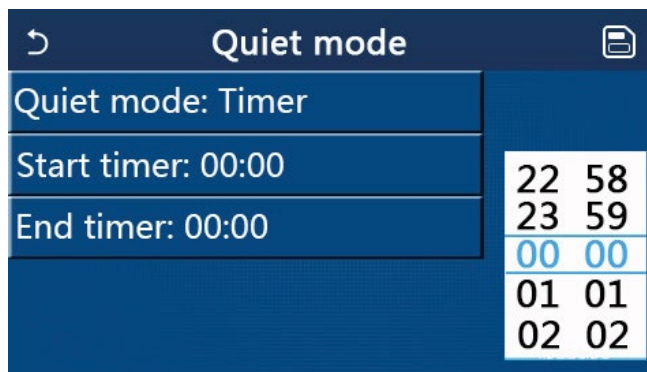 Quiet mode
Quiet mode: Timer
Start timer: 00:00
End timer: 00:00
22 58
23 59
00 00
01 01
02 02